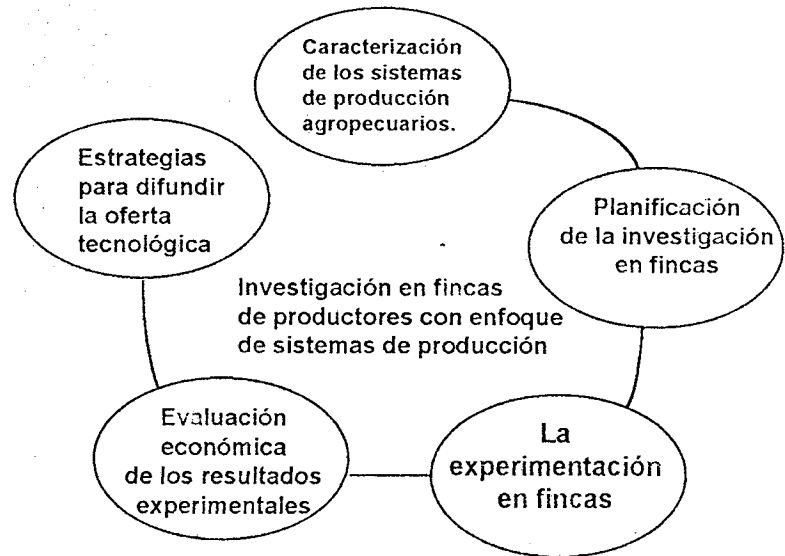 Caracterización
de los sistemas
de producción
agropecuarios.
Planificación
de la investigación
en fincas
La
experimentación
en fincas
Evaluación
económica
de los resultados
experimentales
Estrategias
para difundir
la oferta
tecnológica
Investigación en fincas
de productores con enfoque
de sistemas de producción